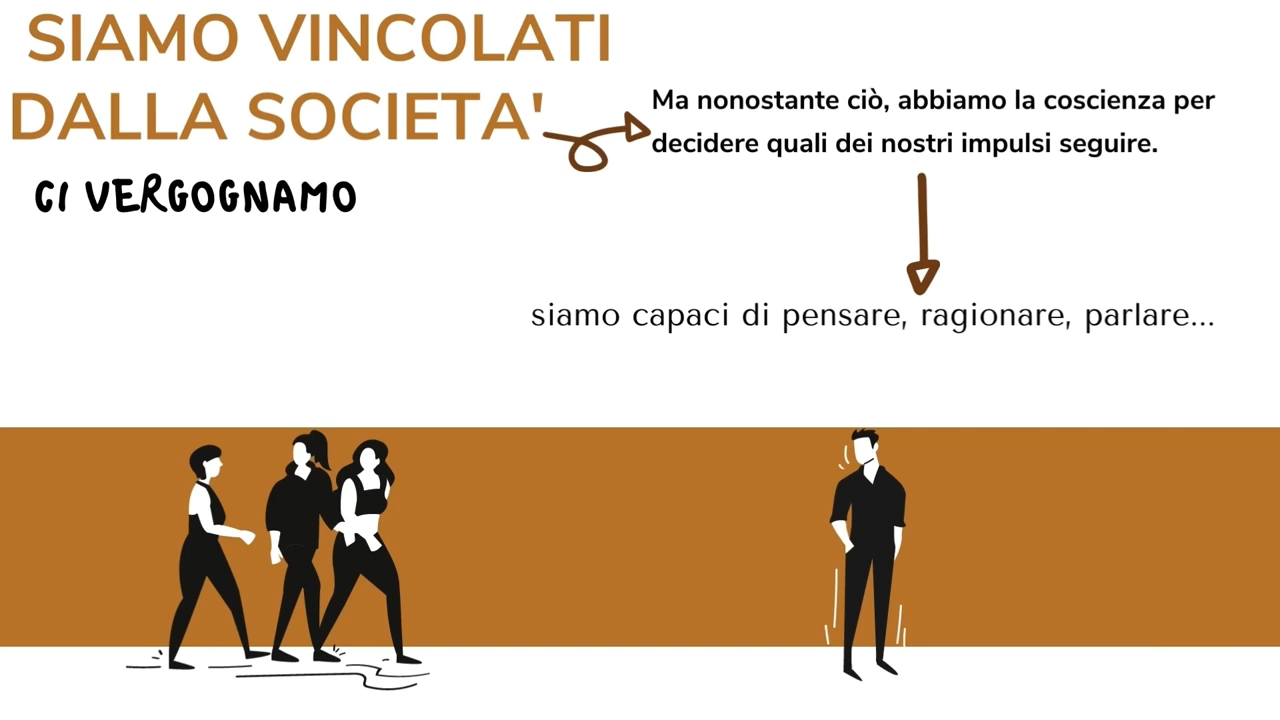 SIAMO VINCOLATI
DALLA SOCIETA'
CI VERGOGNAMO
Ma nonostante ciò, abbiamo la coscienza per
decidere quali dei nostri impulsi seguire.
siamo capaci di pensare, ragionare, parlare...